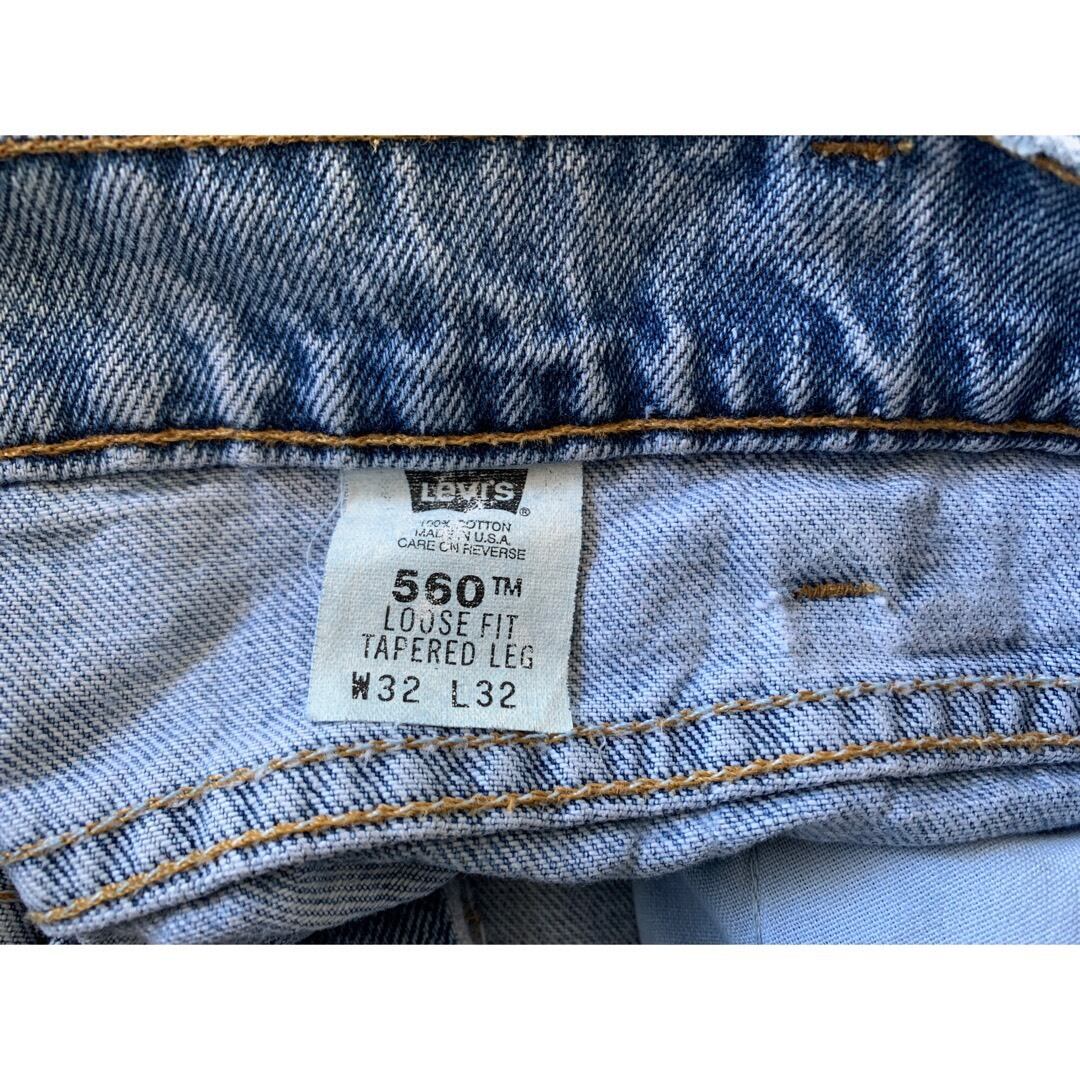 Levi's ®
100% COTTON
MADE IN U.S.A.
CARE ON REVERSE
560™
LOOSE FIT
TAPERED LEG
W32 L32